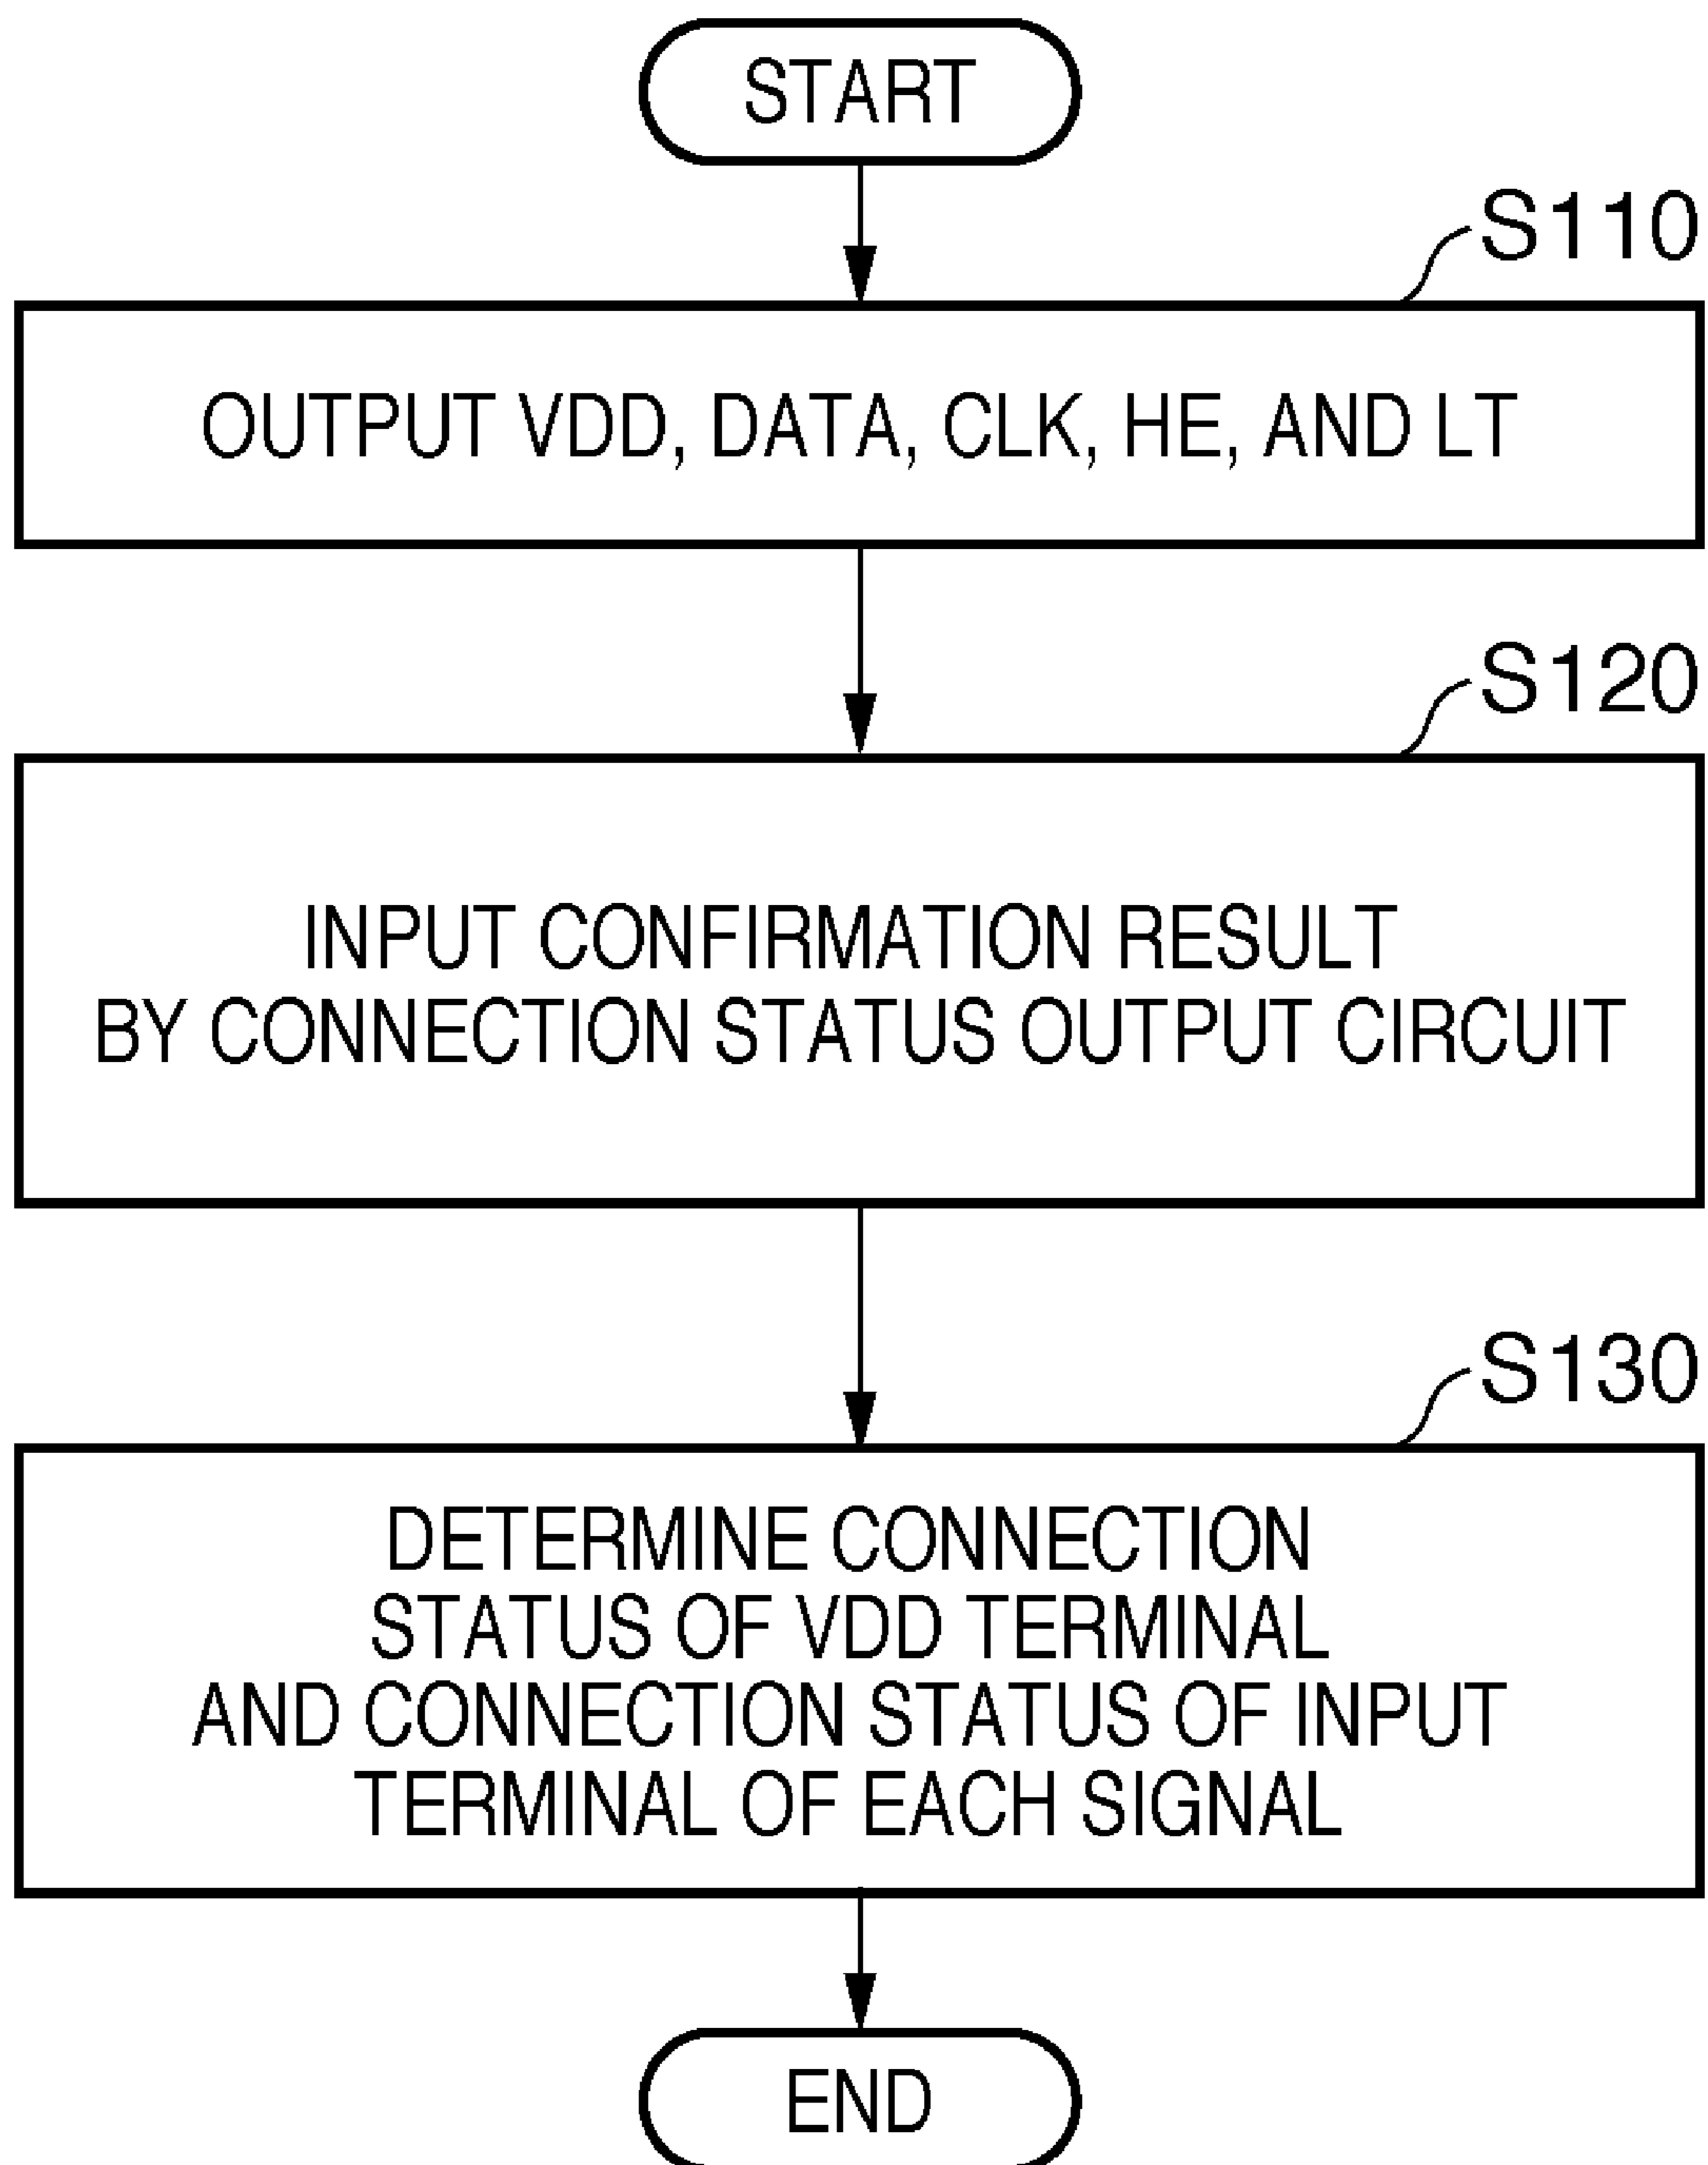 START
S110
OUTPUT VDD, DATA, CLK, HE, AND LT
S120
INPUT CONFIRMATION RESULT
BY CONNECTION STATUS OUTPUT CIRCUIT
S130
DETERMINE CONNECTION
STATUS OF VDD TERMINAL
AND CONNECTION STATUS OF INPUT
TERMINAL OF EACH SIGNAL
END